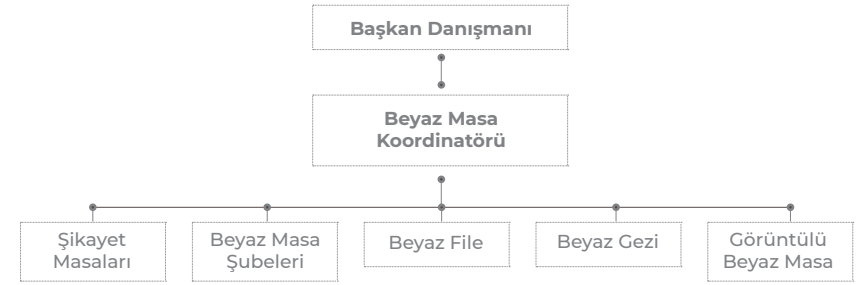 Başkan Danışmanı
Beyaz Masa
Koordinatörü
Şikayet
Masaları
Beyaz Masa
Şubeleri
Beyaz File
Beyaz Gezi
Görüntülü
Beyaz Masa